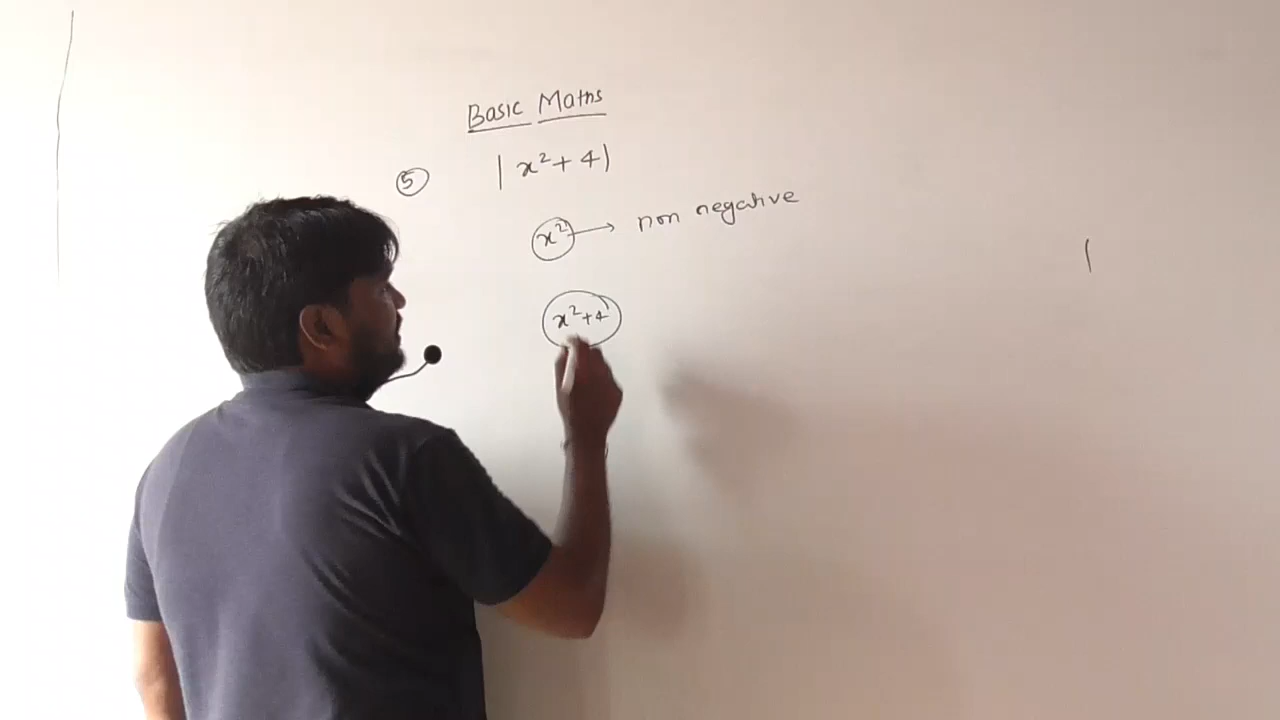 Basic Maths
⑤ |x²+4|
x² → non negative
x²+4